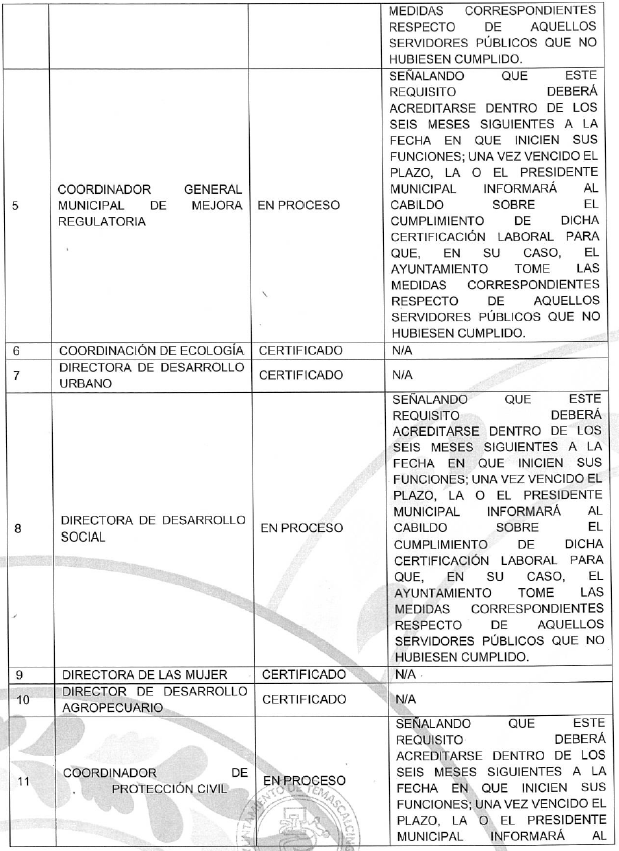 MEDIDAS CORRESPONDIENTES
RESPECTO DE AQUELLOS
SERVIDORES PÚBLICOS QUE NO
HUBIESEN CUMPLIDO.
5
COORDINADOR GENERAL
MUNICIPAL DE MEJORA
REGULATORIA
EN PROCESO
SEÑALANDO QUE ESTE
REQUISITO DEBERÁ
ACREDITARSE DENTRO DE LOS
SEIS MESES SIGUIENTES A LA
FECHA EN QUE INICIEN SUS
FUNCIONES; UNA VEZ VENCIDO EL
PLAZO, LA O EL PRESIDENTE
MUNICIPAL INFORMARÁ AL
CABILDO SOBRE EL
CUMPLIMIENTO DE DICHA
CERTIFICACIÓN LABORAL PARA
QUE, EN SU CASO, EL
AYUNTAMIENTO TOME LAS
MEDIDAS CORRESPONDIENTES
RESPECTO DE AQUELLOS
SERVIDORES PÚBLICOS QUE NO
HUBIESEN CUMPLIDO.
6
COORDINACIÓN DE ECOLOGÍA
CERTIFICADO
N/A
7
DIRECTORA DE DESARROLLO
URBANO
CERTIFICADO
N/A
8
DIRECTORA DE DESARROLLO
SOCIAL
EN PROCESO
SEÑALANDO QUE ESTE
REQUISITO DEBERÁ
ACREDITARSE DENTRO DE LOS
SEIS MESES SIGUIENTES A LA
FECHA EN QUE INICIEN SUS
FUNCIONES; UNA VEZ VENCIDO EL
PLAZO, LA O EL PRESIDENTE
MUNICIPAL INFORMARÁ AL
CABILDO SOBRE EL
CUMPLIMIENTO DE DICHA
CERTIFICACIÓN LABORAL PARA
QUE, EN SU CASO, EL
AYUNTAMIENTO TOME LAS
MEDIDAS CORRESPONDIENTES
RESPECTO DE AQUELLOS
SERVIDORES PÚBLICOS QUE NO
HUBIESEN CUMPLIDO.
9
DIRECTORA DE LAS MUJER
CERTIFICADO
N/A
10
DIRECTOR DE DESARROLLO
AGROPECUARIO
CERTIFICADO
N/A
11
COORDINADOR DE
PROTECCIÓN CIVIL
EN PROCESO
SEÑALANDO QUE ESTE
REQUISITO DEBERÁ
ACREDITARSE DENTRO DE LOS
SEIS MESES SIGUIENTES A LA
FECHA EN QUE INICIEN SUS
FUNCIONES; UNA VEZ VENCIDO EL
PLAZO, LA O EL PRESIDENTE
MUNICIPAL INFORMARÁ AL